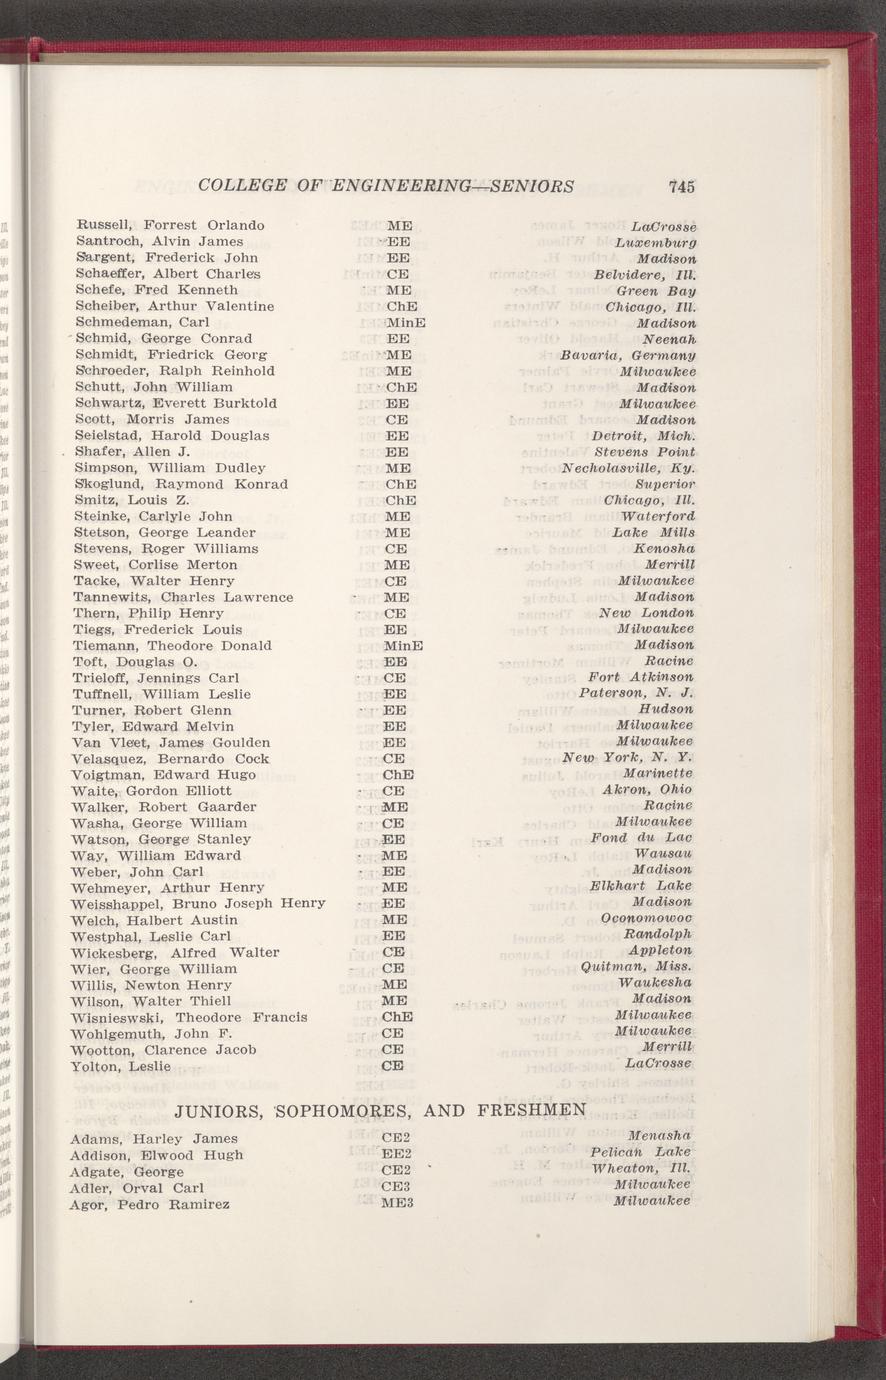 COLLEGE OF ENGINEERING—SENIORS 745
Russell, Forrest Orlando ME LaCrosse
Santroch, Alvin James EE Luxemburg
Sargent, Frederick John EE Madison
Schaeffer, Albert Charles CE Belvidere, Ill.
Schefe, Fred Kenneth ME Green Bay
Scheiber, Arthur Valentine ChE Chicago, Ill.
Schmedeman, Carl MinE Madison
Schmid, George Conrad EE Neenah
Schmidt, Friedrick Georg ME Bavaria, Germany
Schroeder, Ralph Reinhold ME Milwaukee
Schutt, John William ChE Madison
Schwartz, Everett Burktold EE Milwaukee
Scott, Morris James CE Madison
Seielstad, Harold Douglas EE Detroit, Mich.
Shafer, Allen J. EE Stevens Point
Simpson, William Dudley ME Necholasville, Ky.
Skoglund, Raymond Konrad ChE Superior
Smitz, Louis Z. ChE Chicago, Ill.
Steinke, Carlyle John ME Waterford
Stetson, George Leander ME Lake Mills
Stevens, Roger Williams CE Kenosha
Sweet, Corlise Merton ME Merrill
Tacke, Walter Henry CE Milwaukee
Tannewits, Charles Lawrence ME Madison
Thern, Philip Henry CE New London
Tiegs, Frederick Louis EE Milwaukee
Tiemann, Theodore Donald MinE Madison
Toft, Douglas O. EE Racine
Trieloff, Jennings Carl CE Fort Atkinson
Tuffnell, William Leslie EE Paterson, N. J.
Turner, Robert Glenn EE Hudson
Tyler, Edward Melvin EE Milwaukee
Van Vleet, James Goulden EE Milwaukee
Velasquez, Bernardo Cock CE New York, N. Y.
Voigtman, Edward Hugo ChE Marinette
Waite, Gordon Elliott CE Akron, Ohio
Walker, Robert Gaarder ME Racine
Washa, George William CE Milwaukee
Watson, George Stanley EE Fond du Lac
Way, William Edward ME Wausau
Weber, John Carl EE Madison
Wehmeyer, Arthur Henry ME Elkhart Lake
Weisshappel, Bruno Joseph Henry EE Madison
Welch, Halbert Austin ME Oconomowoc
Westphal, Leslie Carl EE Randolph
Wickesberg, Alfred Walter CE Appleton
Wier, George William CE Quitman, Miss.
Willis, Newton Henry ME Waukesha
Wilson, Walter Thiell ME Madison
Wisnieswski, Theodore Francis ChE Milwaukee
Wohlgemuth, John F. CE Milwaukee
Wootton, Clarence Jacob CE Merrill
Yolton, Leslie CE LaCrosse
JUNIORS, SOPHOMORES, AND FRESHMEN
Adams, Harley James CE2 Menasha
Addison, Elwood Hugh EE2 Pelican Lake
Adgate, George CE2 Wheaton, Ill.
Adler, Orval Carl CE3 Milwaukee
Agor, Pedro Ramirez ME3 Milwaukee